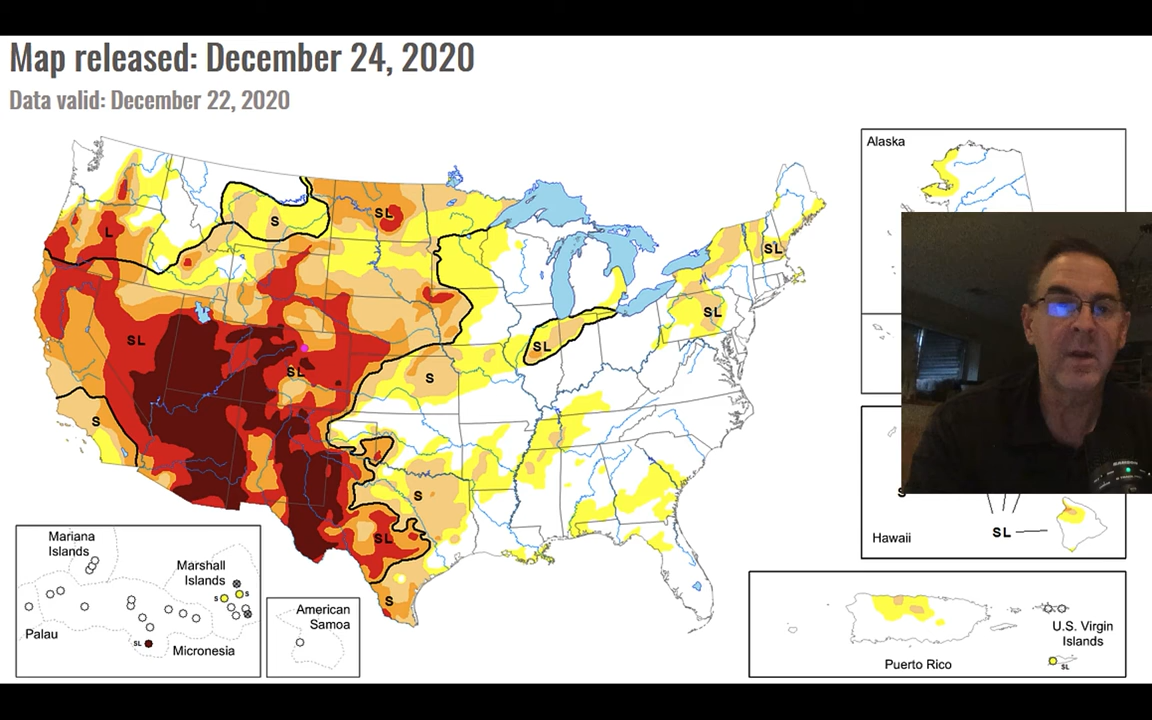 Map released: December 24, 2020
Data valid: December 22, 2020
Alaska
S
SL
L
SL
SL
SL
SL
SL
S
S
S
SL
S
SL
Hawaii
Mariana
Islands
Marshall
Islands
S
S
Palau
SL
Micronesia
American
Samoa
U.S. Virgin
Islands
SL
Puerto Rico